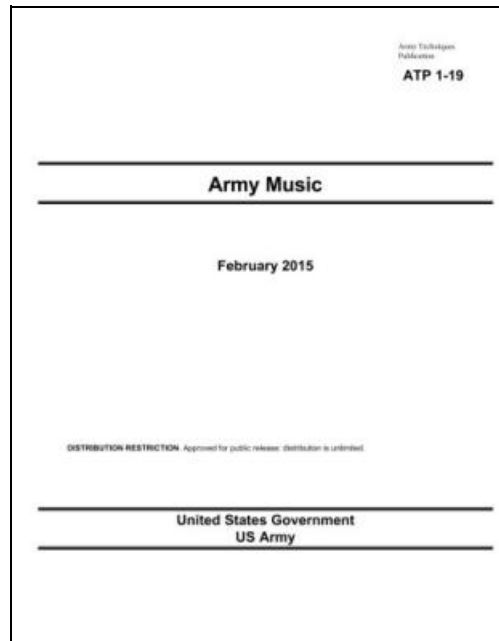 Army Techniques
Publication
ATP 1-19
Army Music
February 2015
DISTRIBUTION RESTRICTION. Approved for public release: distribution is unlimited.
United States Government
US Army